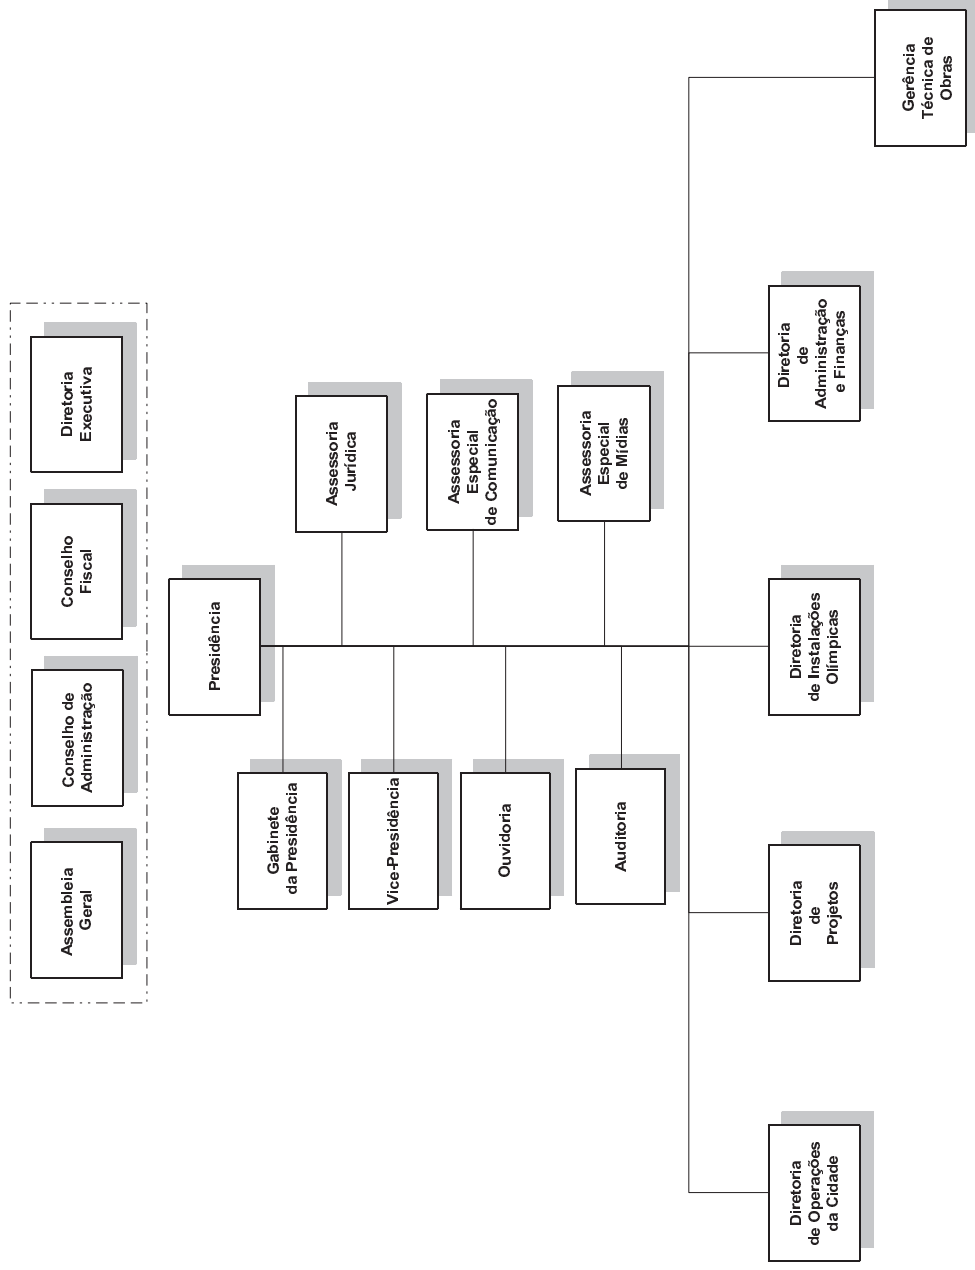 Assembleia
Geral
Conselho de
Administração
Conselho
Fiscal
Diretoria
Executiva
Presidência
Gabinete
da Presidência
Assessoria
Jurídica
Vice-Presidência
Assessoria
Especial
de Comunicação
Ouvidoria
Assessoria
Especial
de Mídias
Auditoria
Diretoria
de Operações
da Cidade
Diretoria
de
Projetos
Diretoria
de Instalações
Olímpicas
Diretoria
de
Administração
e Finanças
Gerência
Técnica de
Obras